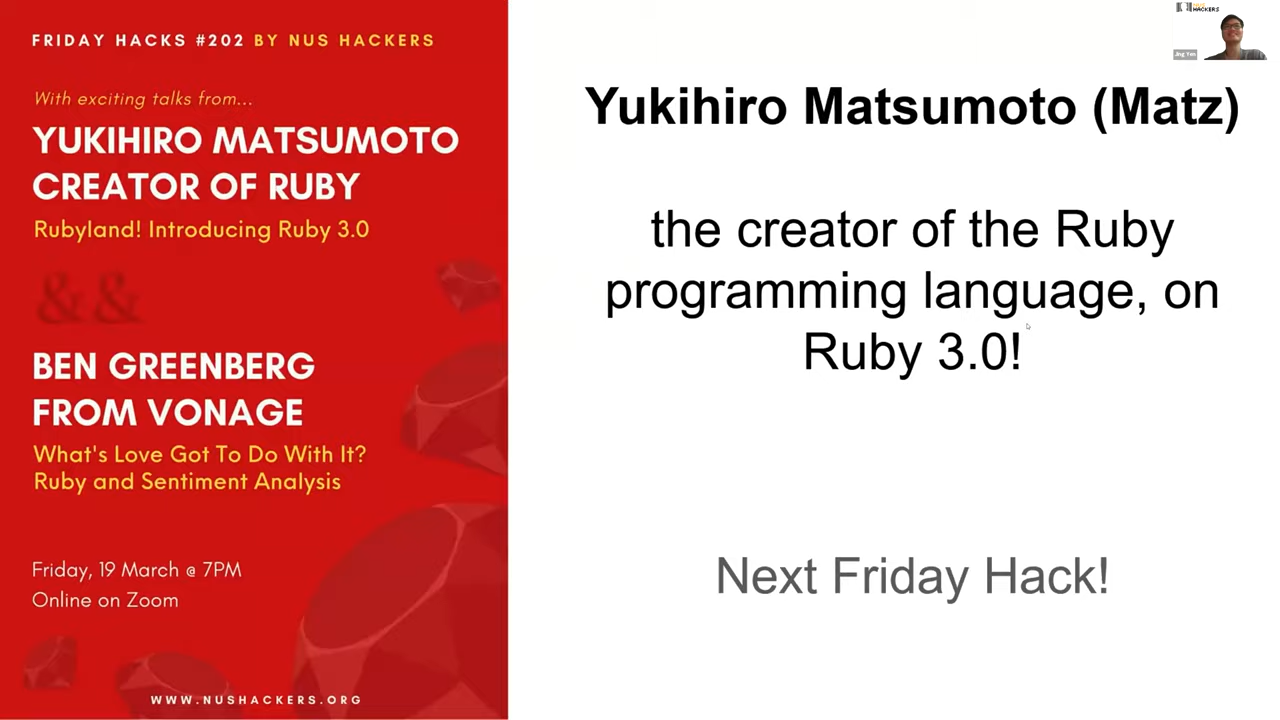 FRIDAY HACKS #202 BY NUS HACKERS
With exciting talks from...
YUKIHIRO MATSUMOTO
CREATOR OF RUBY
Rubyland! Introducing Ruby 3.0
&&
BEN GREENBERG
FROM VONAGE
What's Love Got To Do With It?
Ruby and Sentiment Analysis
Friday, 19 March @ 7PM
Online on Zoom
WWW.NUSHACKERS.ORG
Yukihiro Matsumoto (Matz)
the creator of the Ruby
programming language, on
Ruby 3.0!
Next Friday Hack!
HACKERS